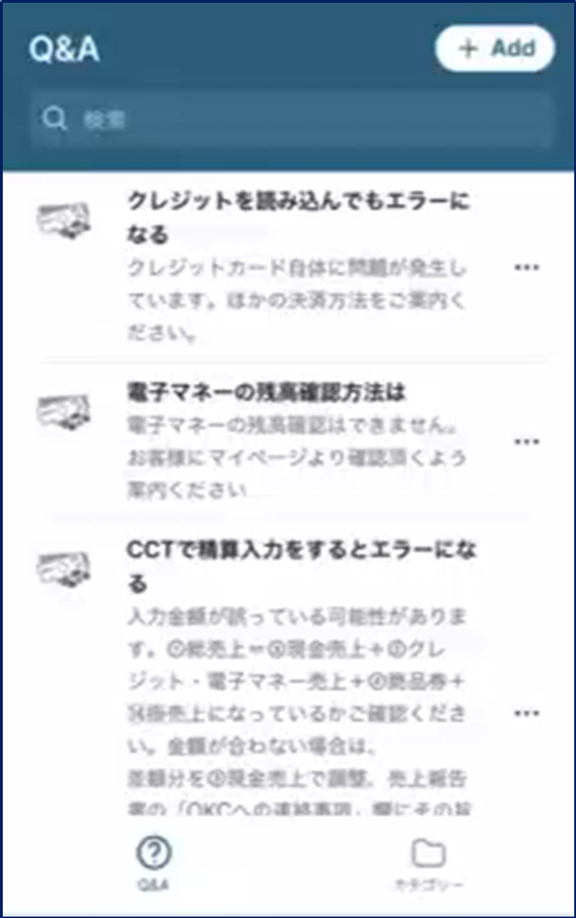 Q&A
+ Add
検索
クレジットを読み込んでもエラーに
なる
クレジットカード自体に問題が発生し
ています。ほかの決済方法をご案内く
ださい。
電子マネーの残高確認方法は
電子マネーの残高確認はできません。
お客様にマイページより確認頂くよう
案内ください
CCTで精算入力をするとエラーにな
る
入力金額が誤っている可能性がありま
す。①総売上=③現金売上+②クレ
ジット・電子マネー売上+④商品券+
掛売上になっているかご確認くださ
い。金額が合わない場合は、
差額分を③現金売上で調整。売上報告
書の「OKCへの連絡事項」欄にその旨
Q&A
カテゴリー